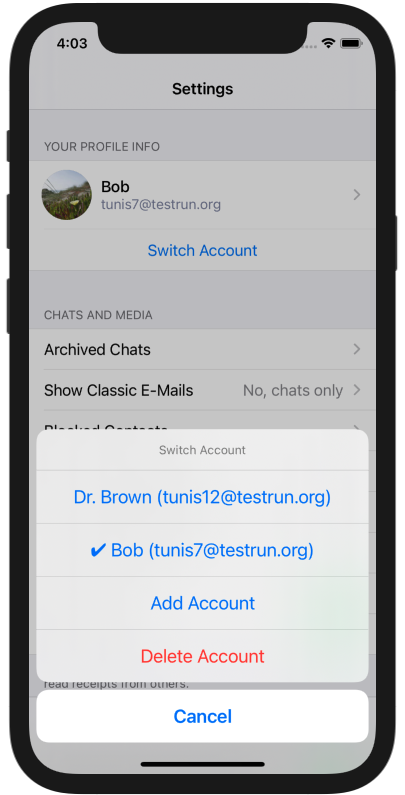 4:03
Settings
YOUR PROFILE INFO
Bob
tunis7@testrun.org
Switch Account
CHATS AND MEDIA
Archived Chats
Show Classic E-Mails No, chats only
Blocked Contacts
Switch Account
Dr. Brown (tunis12@testrun.org)
✔ Bob (tunis7@testrun.org)
Add Account
Delete Account
read receipts from others.
Cancel